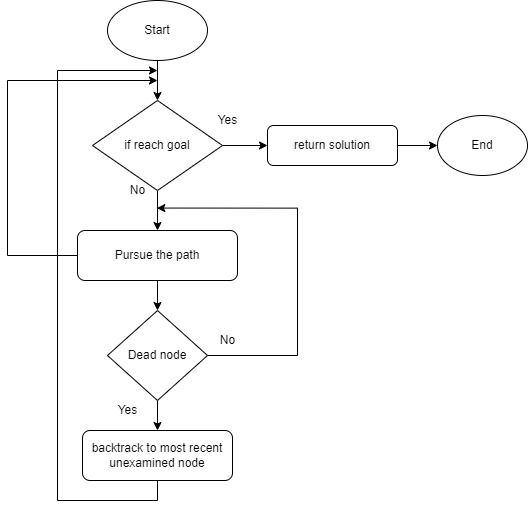 Start
Yes
if reach goal
return solution
End
No
Pursue the path
No
Dead node
Yes
backtrack to most recent
unexamined node